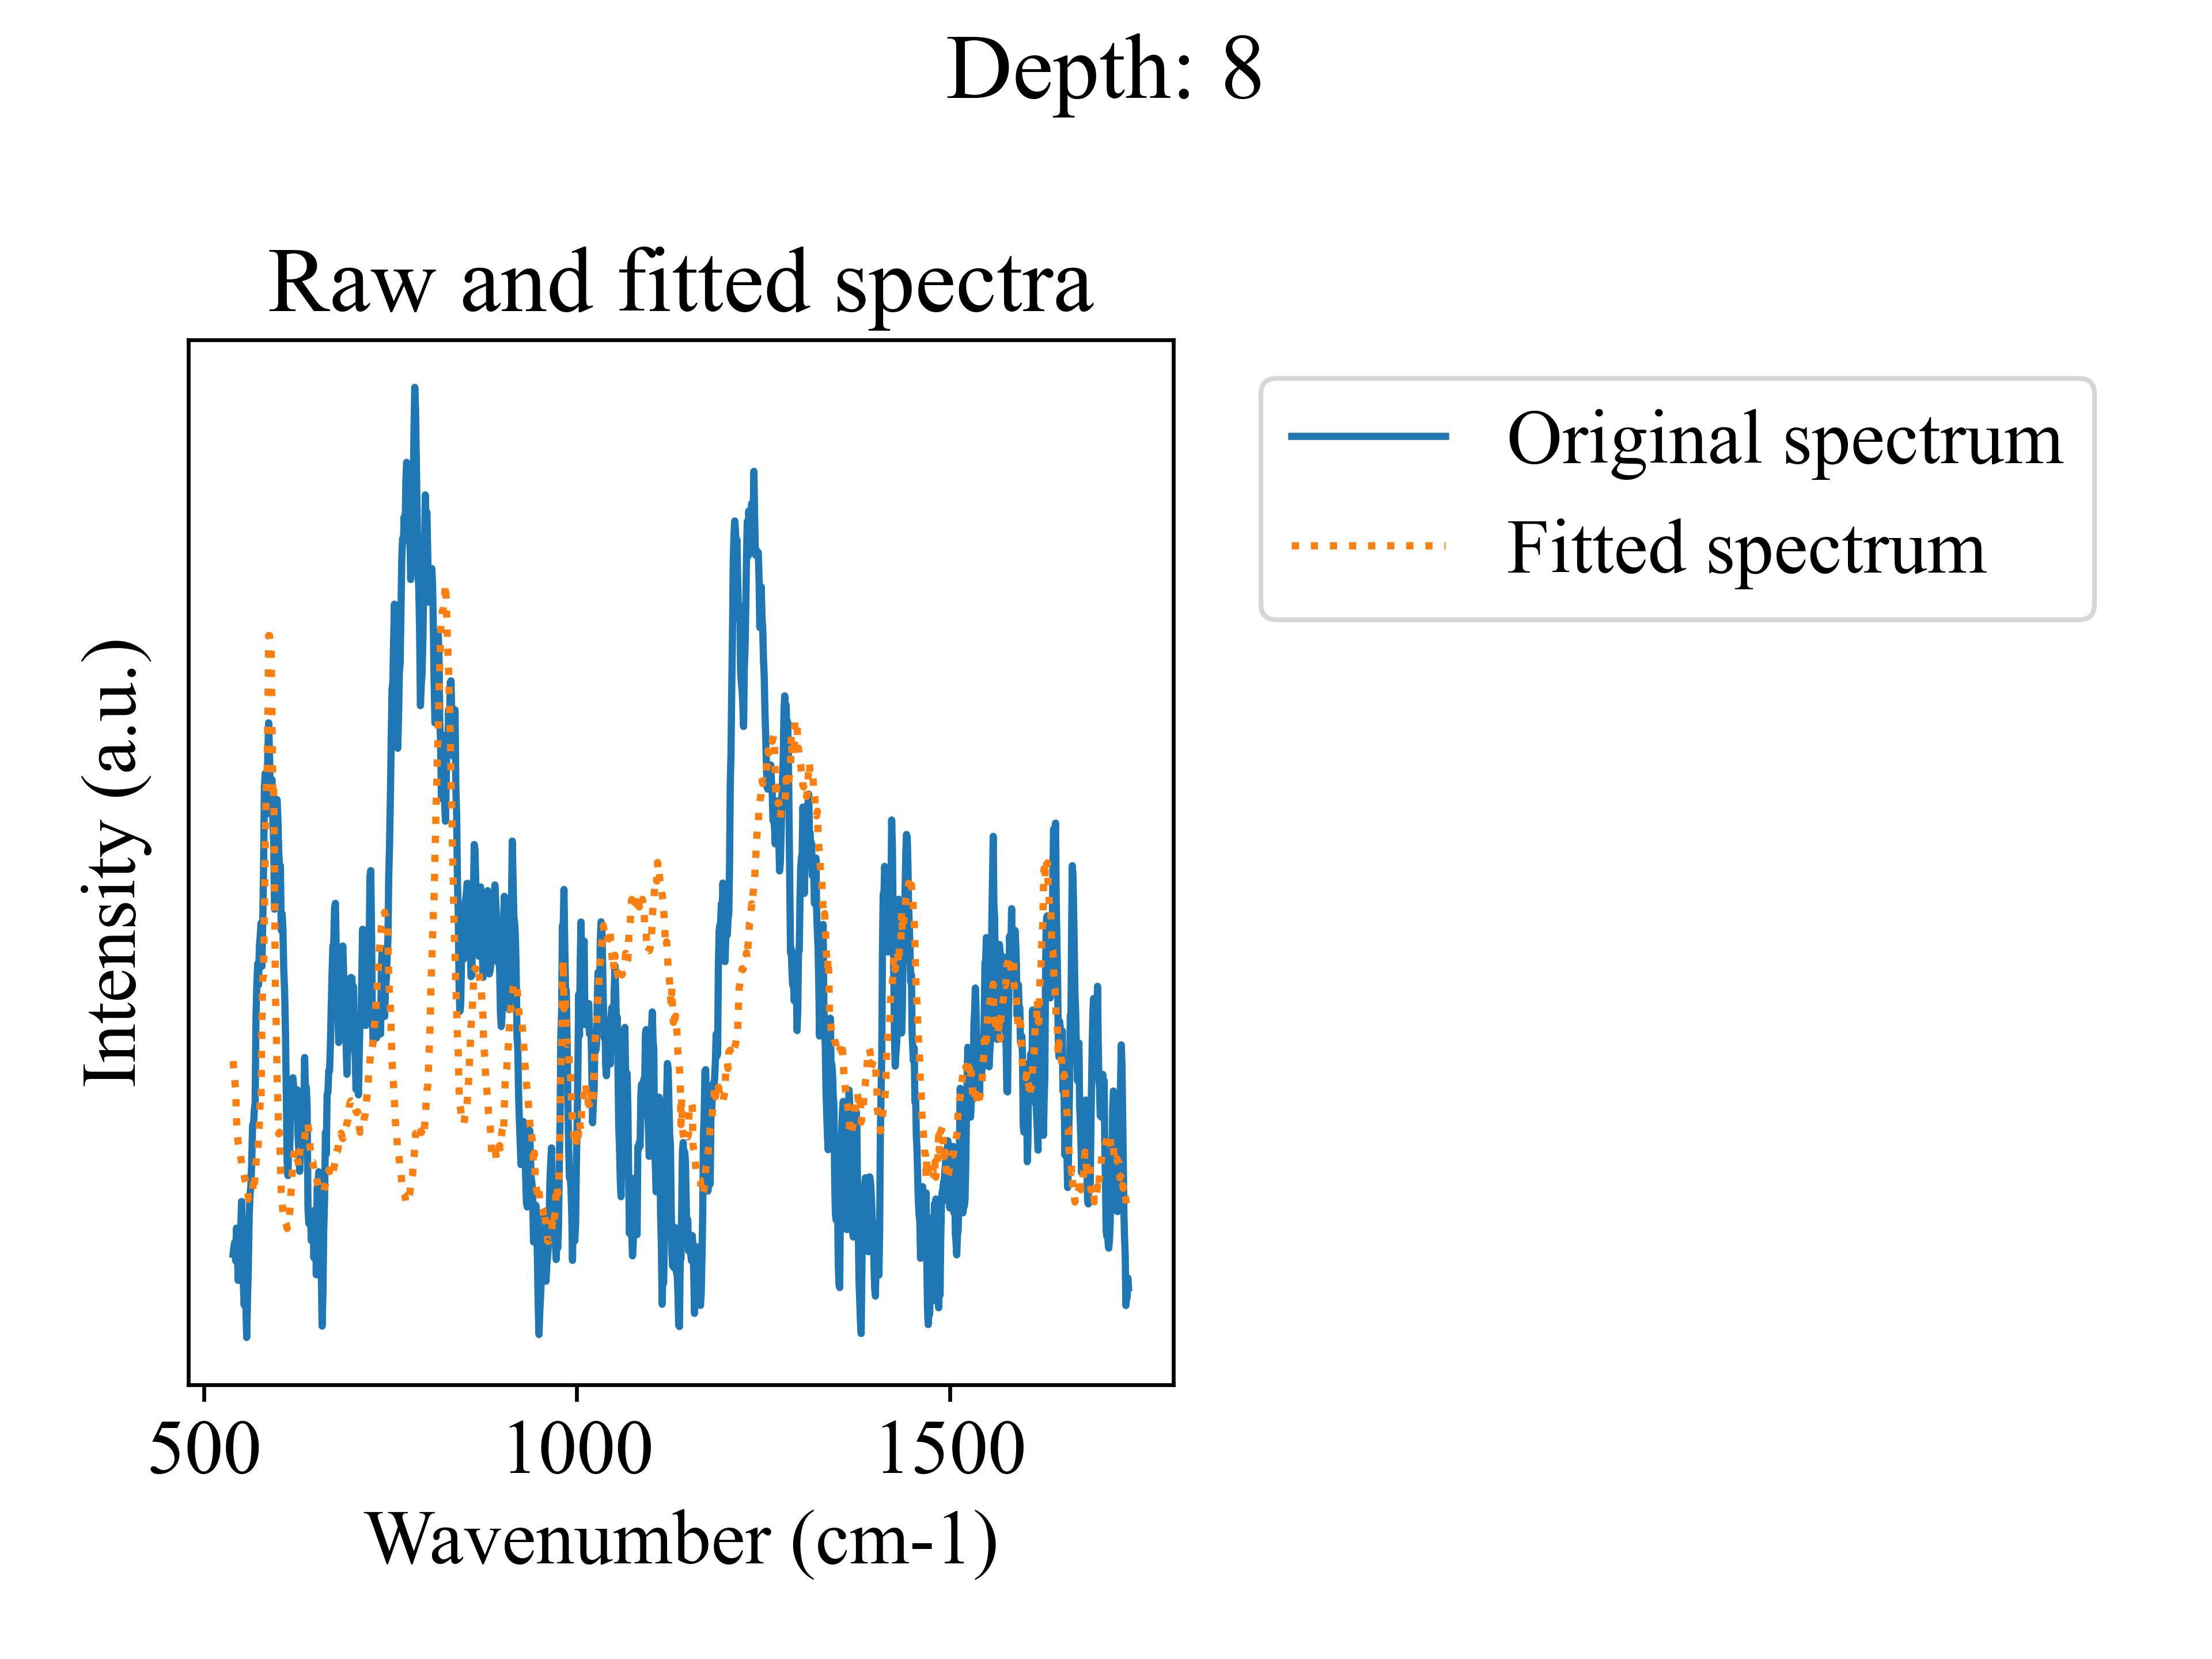 Depth: 8
Raw and fitted spectra
Original spectrum
Fitted spectrum
Intensity (a.u.)
500 1000 1500
Wavenumber (cm-1)